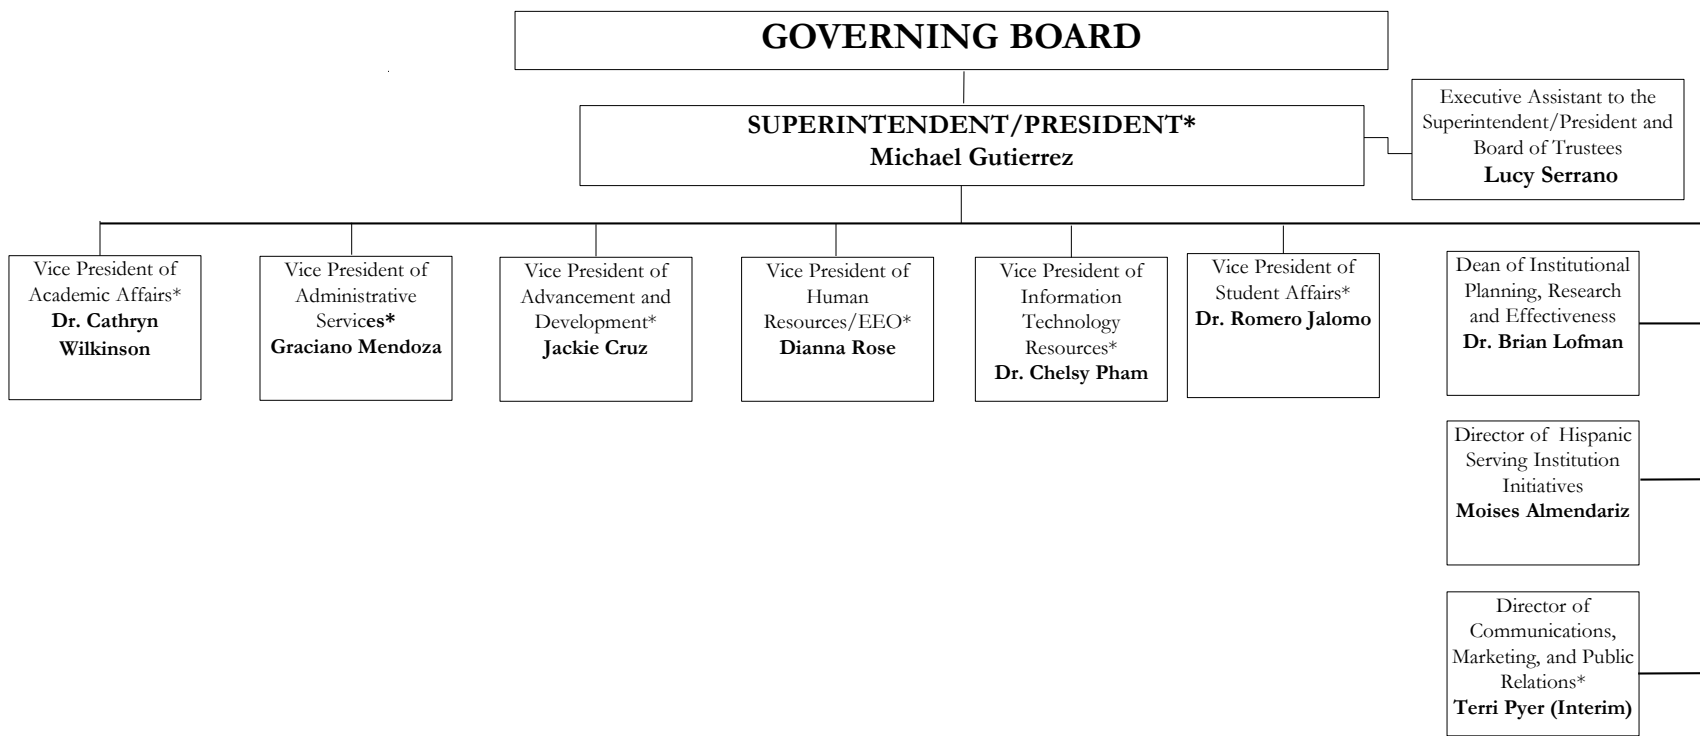 GOVERNING BOARD
SUPERINTENDENT/PRESIDENT*
Michael Gutierrez
Executive Assistant to the
Superintendent/President and
Board of Trustees
Lucy Serrano
Vice President of
Academic Affairs*
Dr. Cathryn
Wilkinson
Vice President of
Administrative
Services*
Graciano Mendoza
Vice President of
Advancement and
Development*
Jackie Cruz
Vice President of
Human
Resources/EEO*
Dianna Rose
Vice President of
Information
Technology
Resources*
Dr. Chelsy Pham
Vice President of
Student Affairs*
Dr. Romero Jalomo
Dean of Institutional
Planning, Research
and Effectiveness
Dr. Brian Lofman
Director of Hispanic
Serving Institution
Initiatives
Moises Almendariz
Director of
Communications,
Marketing, and Public
Relations*
Terri Pyer (Interim)